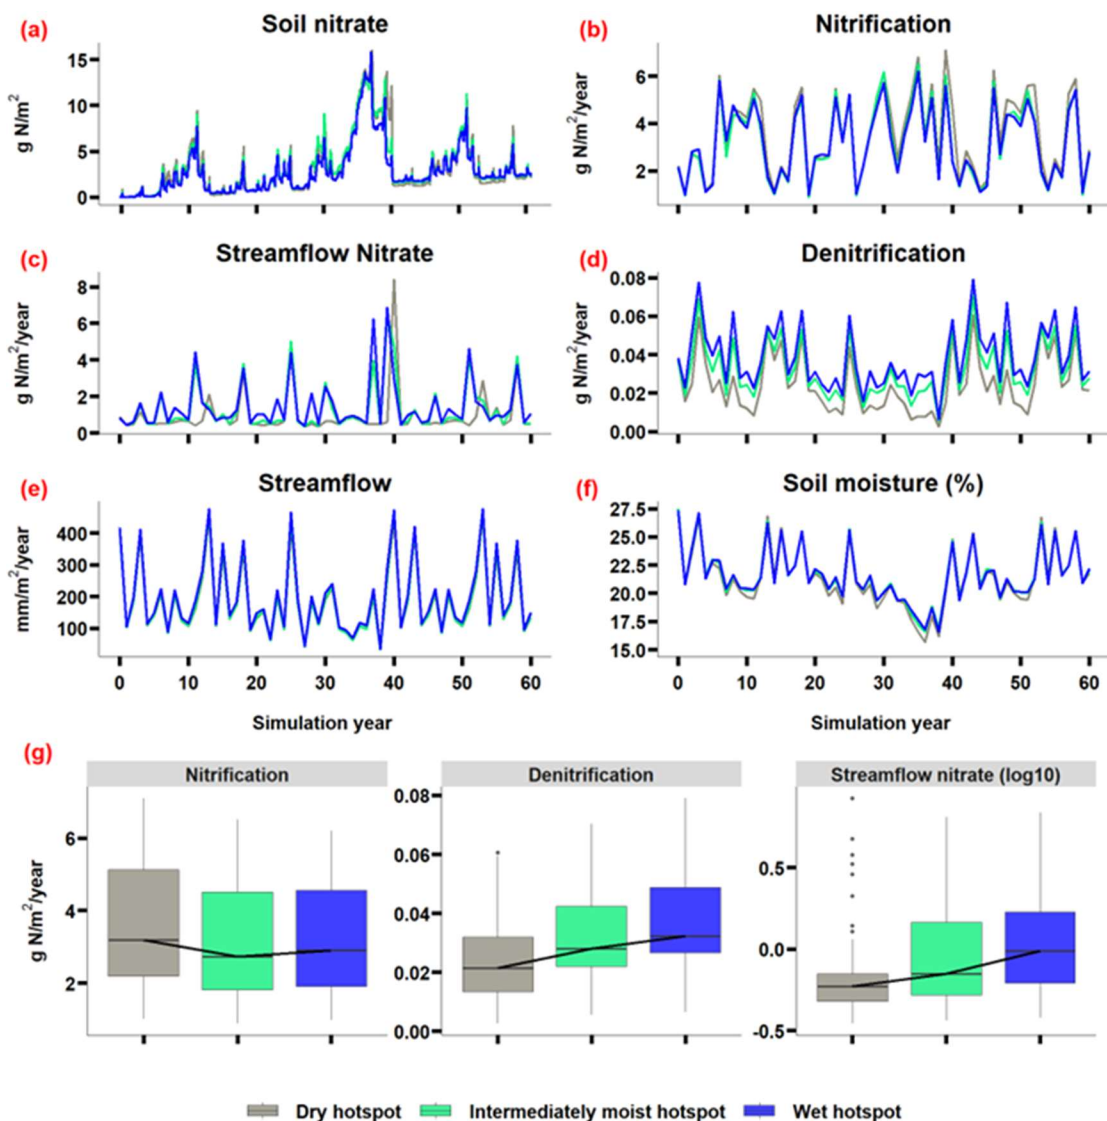 (a) Soil nitrate
g N/m²
15
10
5
0
(b) Nitrification
g N/m²/year
6
4
2
(c) Streamflow Nitrate
g N/m²/year
8
6
4
2
0
(d) Denitrification
g N/m²/year
0.08
0.06
0.04
0.02
0.00
(e) Streamflow
mm/m²/year
400
300
200
100
0 10 20 30 40 50 60
Simulation year
(f) Soil moisture (%)
27.5
25.0
22.5
20.0
17.5
15.0
0 10 20 30 40 50 60
Simulation year
(g)
Nitrification
g N/m²/year
6
4
2
Denitrification
0.08
0.06
0.04
0.02
0.00
Streamflow nitrate (log10)
0.5
0.0
-0.5
Dry hotspot Intermediately moist hotspot Wet hotspot